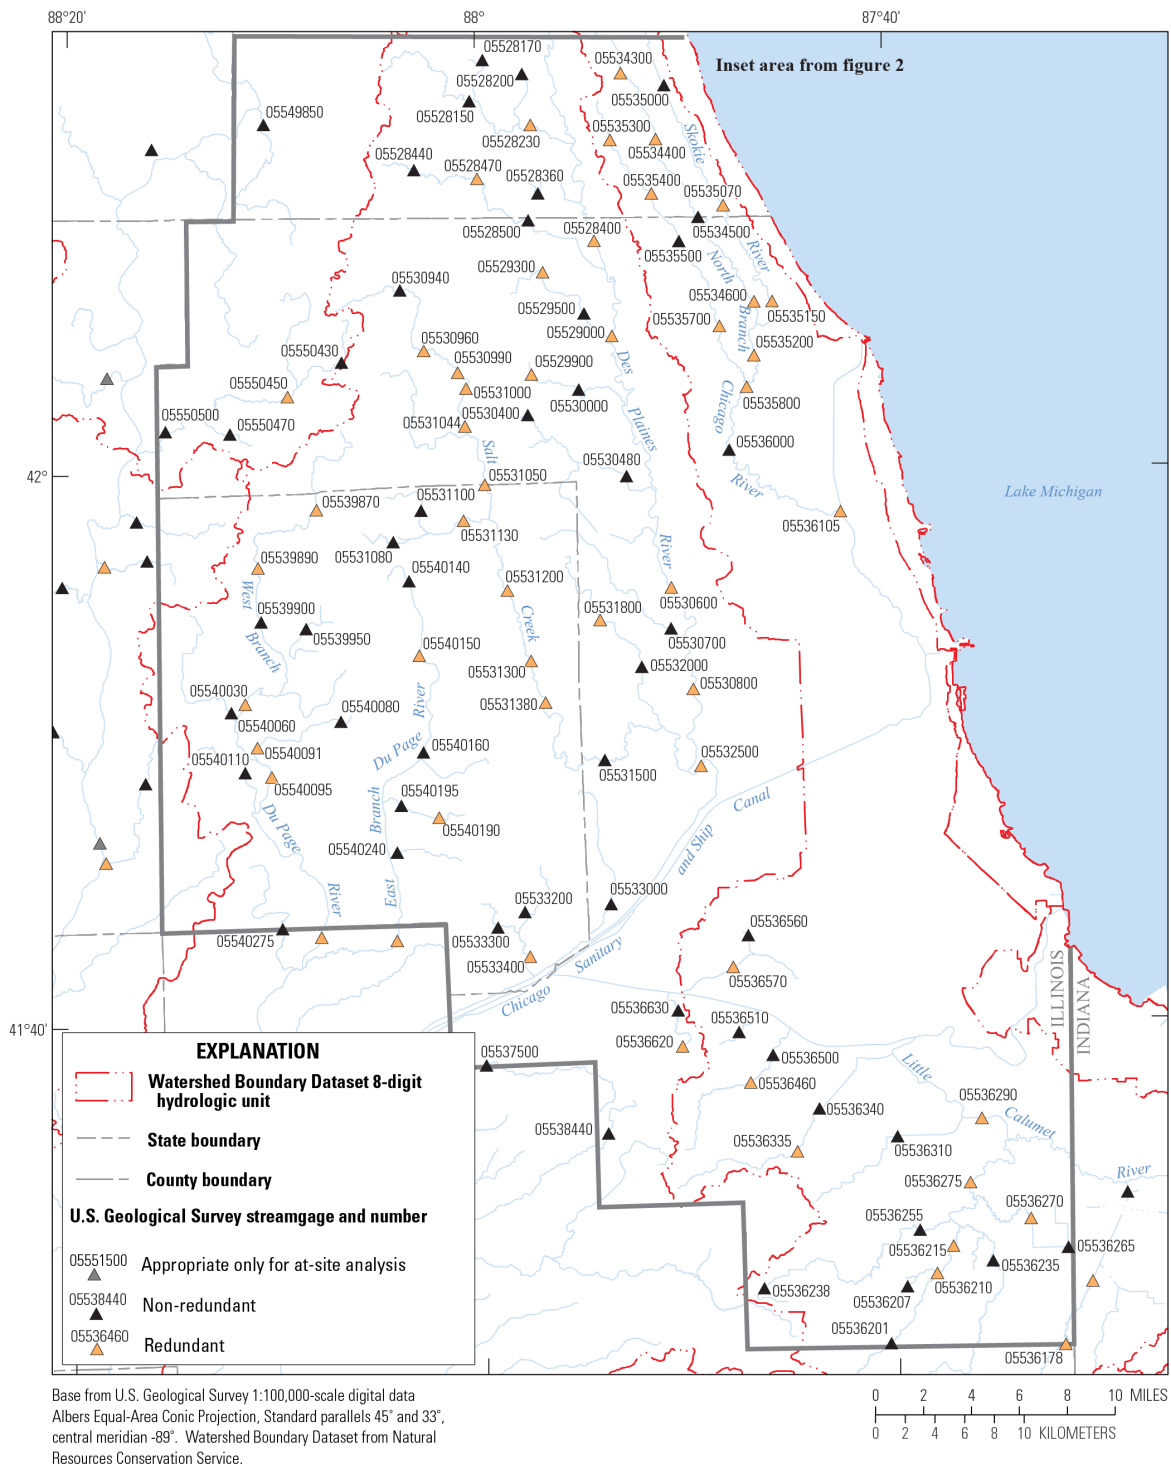 88°20'
88°
87°40'
Inset area from figure 2
05528170
05534300
05528200
05535000
05549850
05528150
05528230
05535300
Skokie
05528440
05534400
05528470
05528360
05535400
05535070
05528500
05528400
05534500
05535500
River
North
05529300
05530940
05534600
05529500
05535150
05529000
05535700
Branch
05530960
05535200
05550430
05530990
05529900
Des
05550450
05531000
05530000
05535800
Chicago
05550500
05530400
05550470
05531044
Plaines
05536000
Salt
05530480
42°
05531050
River
Lake Michigan
05539870
05531100
05536105
05531130
05531080
River
05539890
05540140
05531200
West
05530600
05539900
05531800
Creek
05539950
05530700
Branch
05540150
05531300
05532000
05530800
05540030
05540080
River
05531380
05540060
05540091
05540160
05532500
05540110
Du Page
05531500
05540095
05540195
Canal
Du Page
Branch
05540190
and Ship
05540240
East
River
05533200
05533000
05540275
05533300
05536560
05533400
Sanitary
05536570
Chicago
ILLINOIS
INDIANA
05536630
05536510
41°40'
05536620
05536500
05537500
05536460
Little
05536290
05536340
Calumet
05538440
05536335
05536310
River
05536275
05536270
05536255
05536215
05536265
05536235
05536238
05536210
05536207
05536201
05536178
EXPLANATION
Watershed Boundary Dataset 8-digit
hydrologic unit
State boundary
County boundary
U.S. Geological Survey streamgage and number
05551500
Appropriate only for at-site analysis
05538440
Non-redundant
05536460
Redundant
Base from U.S. Geological Survey 1:100,000-scale digital data
Albers Equal-Area Conic Projection, Standard parallels 45° and 33°,
central meridian -89°. Watershed Boundary Dataset from Natural
Resources Conservation Service.
0 2 4 6 8 10 MILES
0 2 4 6 8 10 KILOMETERS